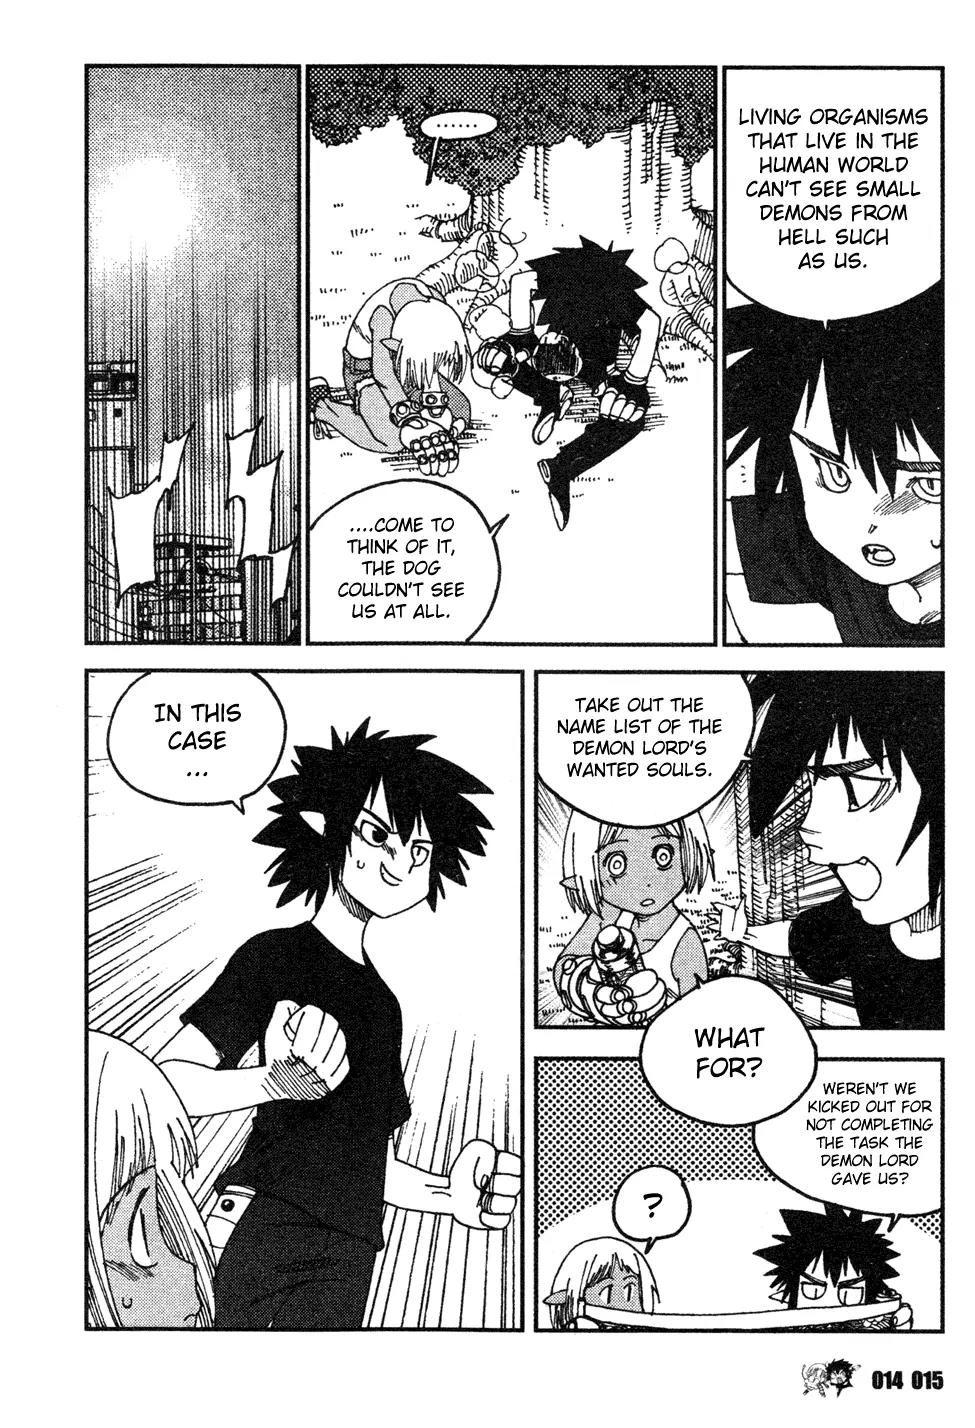 LIVING ORGANISMS
THAT LIVE IN THE
HUMAN WORLD
CAN'T SEE SMALL
DEMONS FROM
HELL SUCH
AS US.
......
....COME TO
THINK OF IT,
THE DOG
COULDN'T SEE
US AT ALL.
TAKE OUT THE
NAME LIST OF THE
DEMON LORD'S
WANTED SOULS.
WHAT
FOR?
WEREN'T WE
KICKED OUT FOR
NOT COMPLETING
THE TASK THE
DEMON LORD
GAVE US?
?
IN THIS
CASE
...
014 015